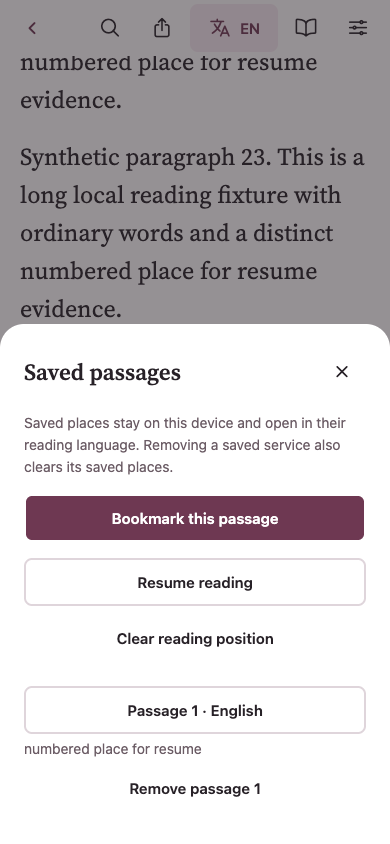 EN
numbered place for resume
evidence.
Synthetic paragraph 23. This is a
long local reading fixture with
ordinary words and a distinct
numbered place for resume
evidence.
Saved passages
Saved places stay on this device and open in their
reading language. Removing a saved service also
clears its saved places.
Bookmark this passage
Resume reading
Clear reading position
Passage 1 · English
numbered place for resume
Remove passage 1